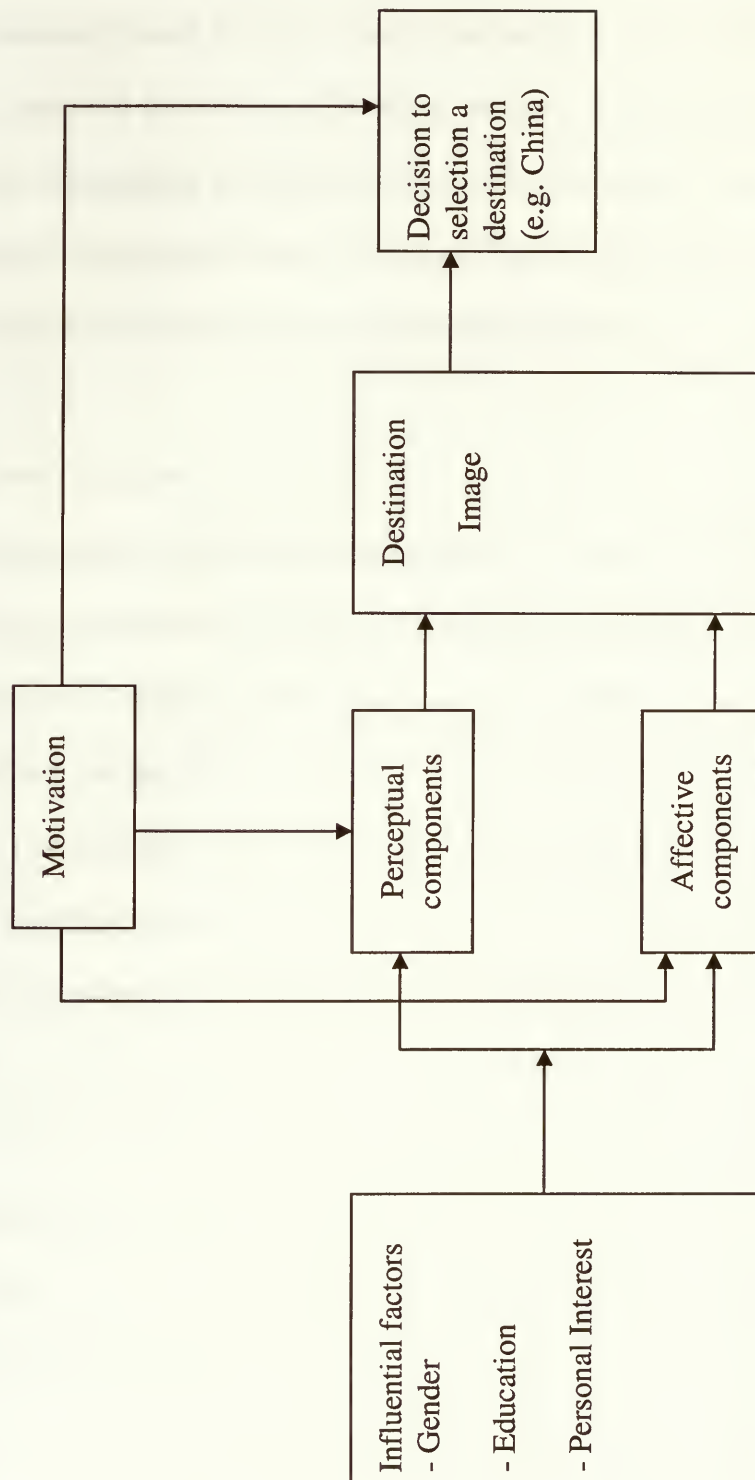 Motivation
Influential factors
- Gender
- Education
- Personal Interest
Perceptual
components
Affective
components
Destination
Image
Decision to
selection a
destination
(e.g. China)